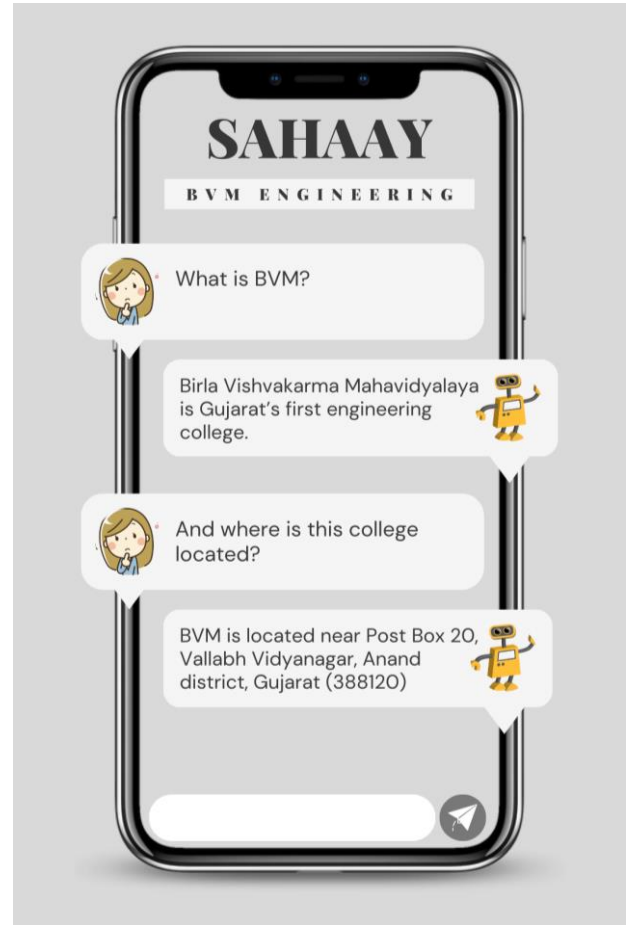 SAHAAY
BVM ENGINEERING
What is BVM?
Birla Vishvakarma Mahavidyalaya
is Gujarat’s first engineering
college.
And where is this college
located?
BVM is located near Post Box 20,
Vallabh Vidyanagar, Anand
district, Gujarat (388120)